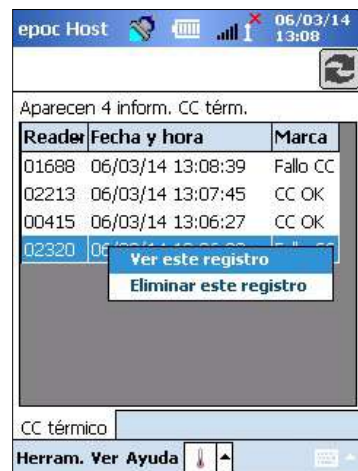 epoc Host 06/03/14
13:08
Aparecen 4 inform. CC térm.
Reader Fecha y hora Marca
01688 06/03/14 13:08:39 Fallo CC
02213 06/03/14 13:07:45 CC OK
00415 06/03/14 13:06:27 CC OK
02320
Ver este registro
Eliminar este registro
CC térmico
Herram. Ver Ayuda